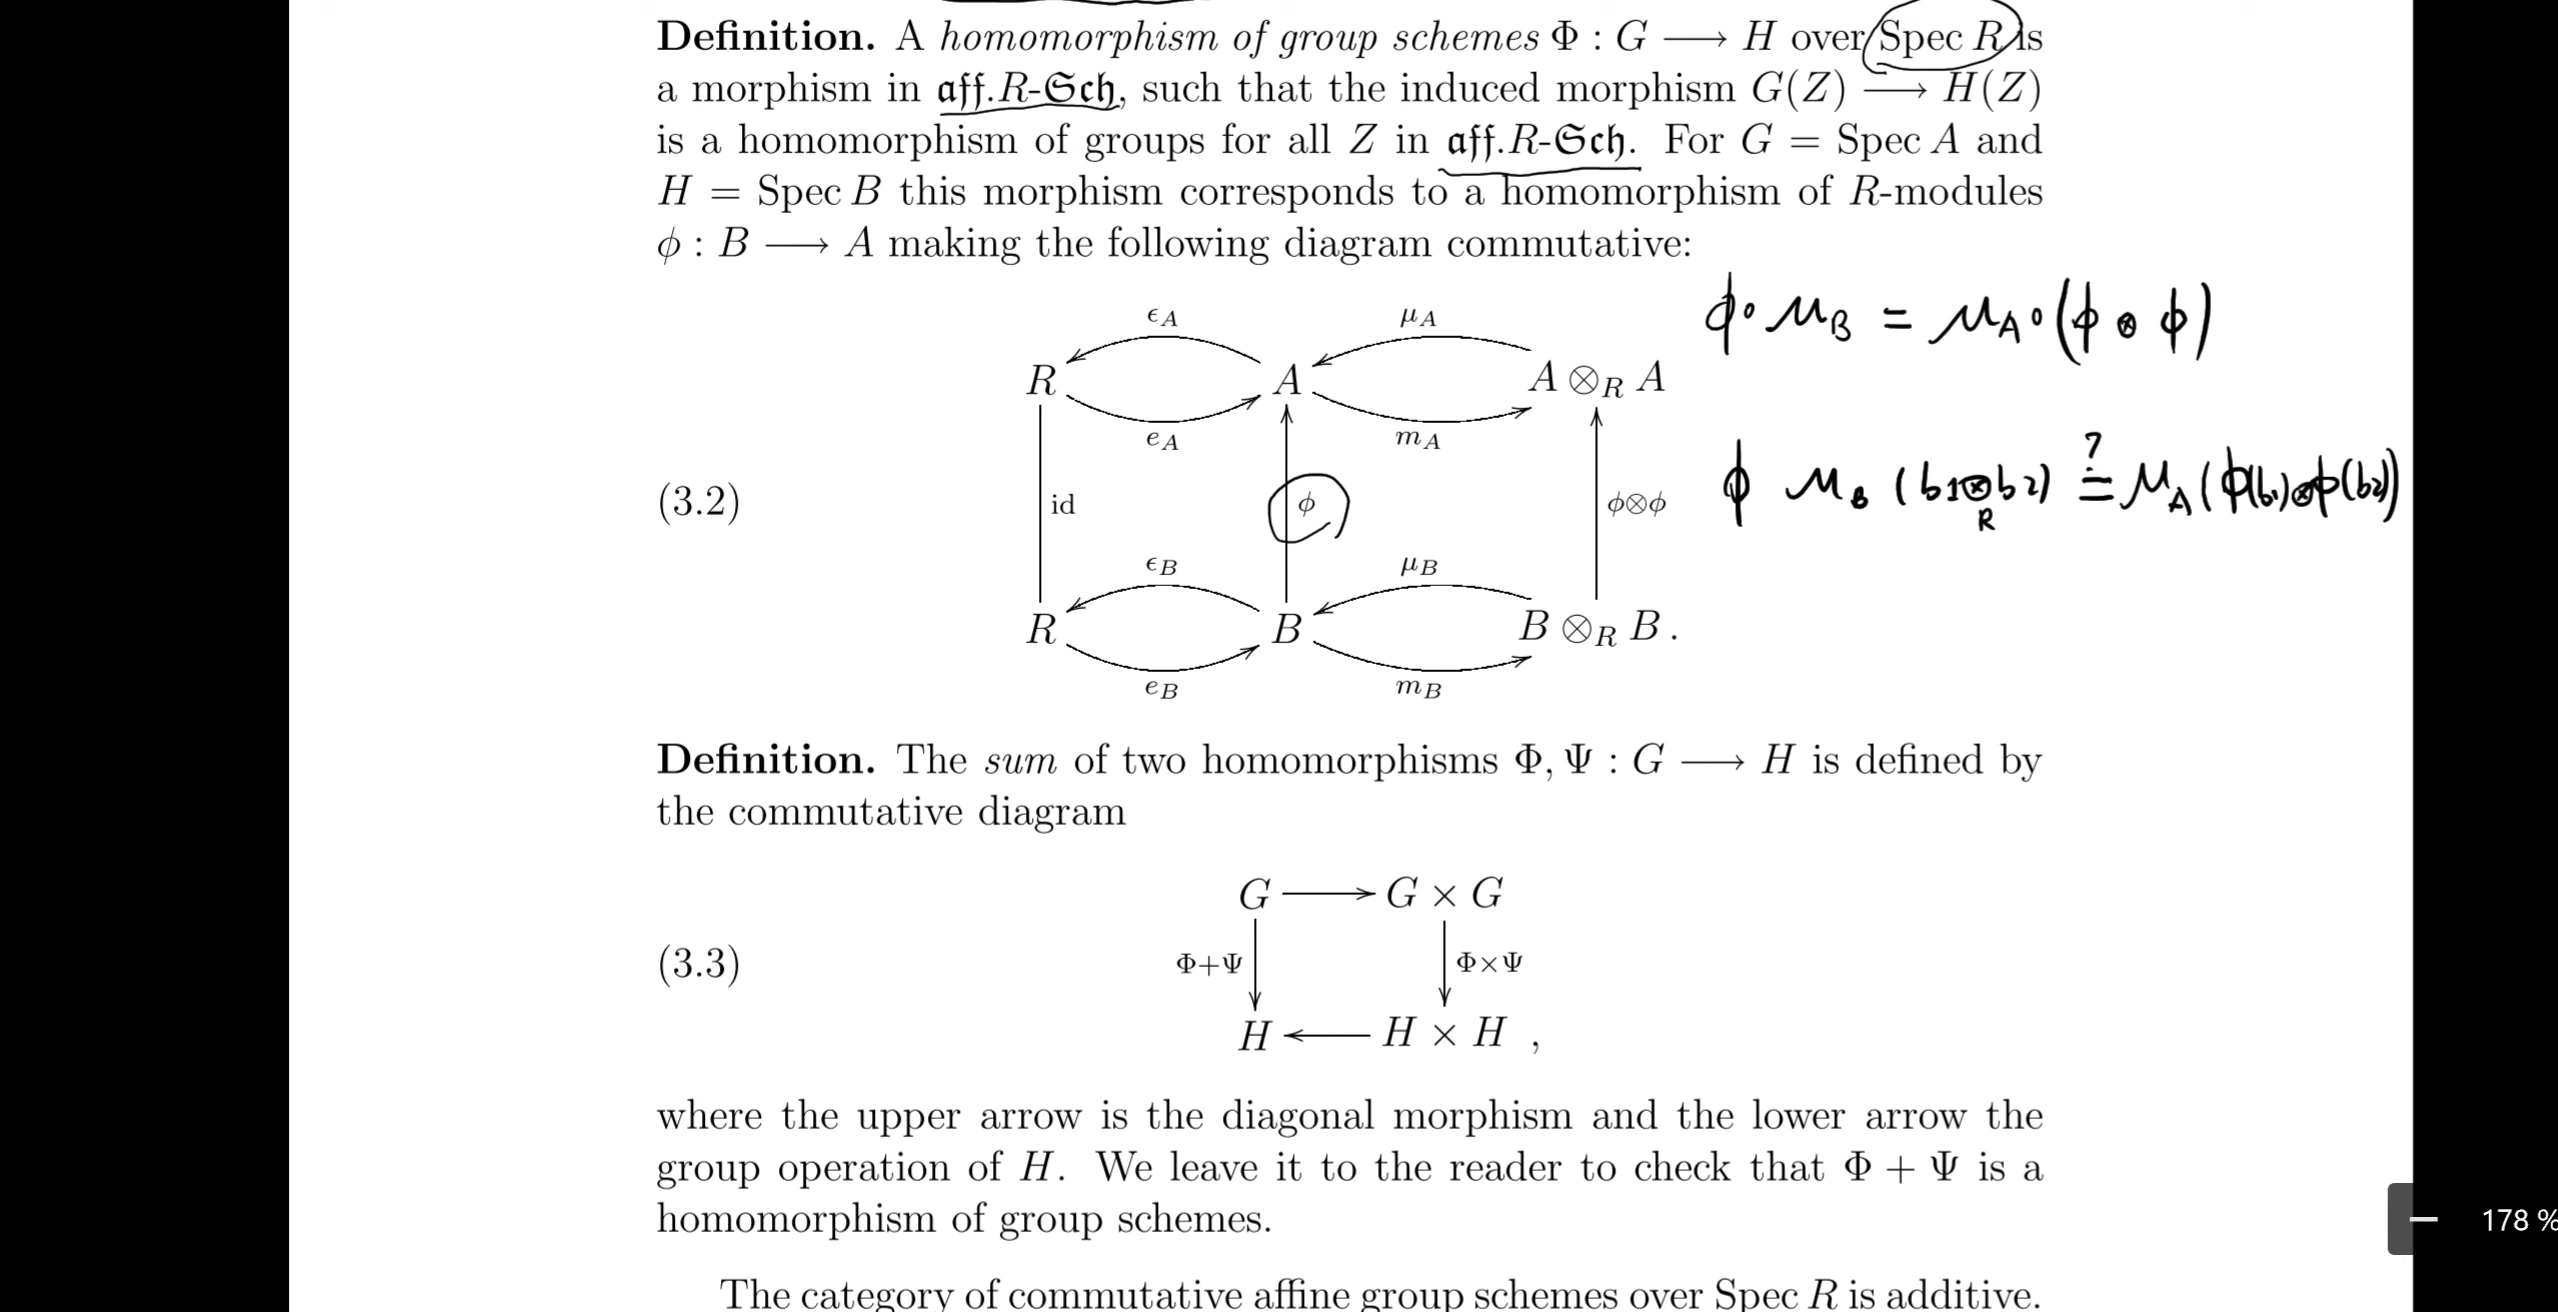 Definition. A homomorphism of group schemes Φ : G ⟶ H over Spec R is
a morphism in 𝔞𝔣𝔣.R-𝔖𝔠𝔥, such that the induced morphism G(Z) ⟶ H(Z)
is a homomorphism of groups for all Z in 𝔞𝔣𝔣.R-𝔖𝔠𝔥. For G = Spec A and
H = Spec B this morphism corresponds to a homomorphism of R-modules
ϕ : B ⟶ A making the following diagram commutative:
ϕ∘μ_B = μ_A∘(ϕ⊗ϕ)
ϵ_A μ_A
R A A ⊗_R A
e_A m_A
ϕ μ_B (b1 ⊗_R b2) ≟ μ_A(ϕ(b1)⊗ϕ(b2))
(3.2) id ϕ ϕ⊗ϕ
ϵ_B μ_B
R B B ⊗_R B .
e_B m_B
Definition. The sum of two homomorphisms Φ, Ψ : G ⟶ H is defined by
the commutative diagram
G ⟶ G × G
(3.3) Φ+Ψ Φ×Ψ
H ⟵ H × H ,
where the upper arrow is the diagonal morphism and the lower arrow the
group operation of H. We leave it to the reader to check that Φ + Ψ is a
homomorphism of group schemes.
178 %
The category of commutative affine group schemes over Spec R is additive.